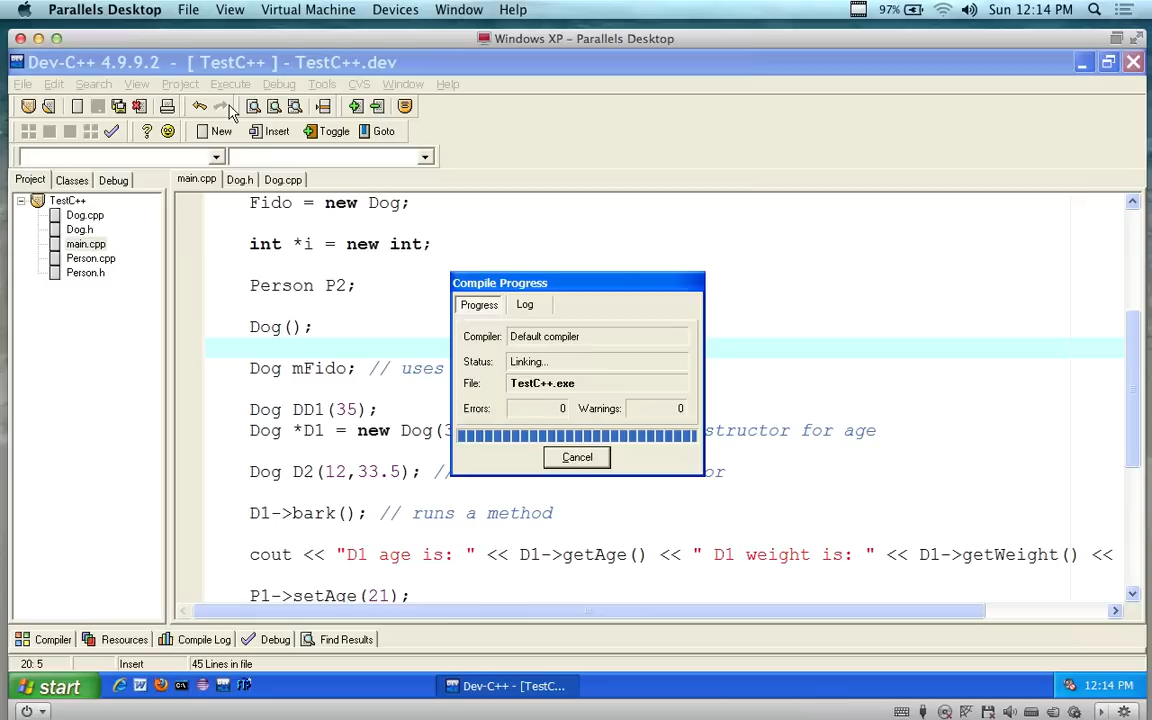 Parallels Desktop File View Virtual Machine Devices Window Help 97% Sun 12:14 PM
Windows XP - Parallels Desktop
Dev-C++ 4.9.9.2 - [ TestC++ ] - TestC++.dev
File Edit Search View Project Execute Debug Tools CVS Window Help
New Insert Toggle Goto
Project Classes Debug main.cpp Dog.h Dog.cpp
TestC++
Dog.cpp
Dog.h
main.cpp
Person.cpp
Person.h
Fido = new Dog;
int *i = new int;
Person P2;
Dog();
Dog mFido; // uses
Dog DD1(35);
Dog *D1 = new Dog(3 structor for age
Dog D2(12,33.5); // or
D1->bark(); // runs a method
cout << "D1 age is: " << D1->getAge() << " D1 weight is: " << D1->getWeight() <<
P1->setAge(21);
Compile Progress
Progress Log
Compiler: Default compiler
Status: Linking...
File: TestC++.exe
Errors: 0 Warnings: 0
Cancel
Compiler Resources Compile Log Debug Find Results
20: 5 Insert 45 Lines in file
start Dev-C++ - [TestC... 12:14 PM